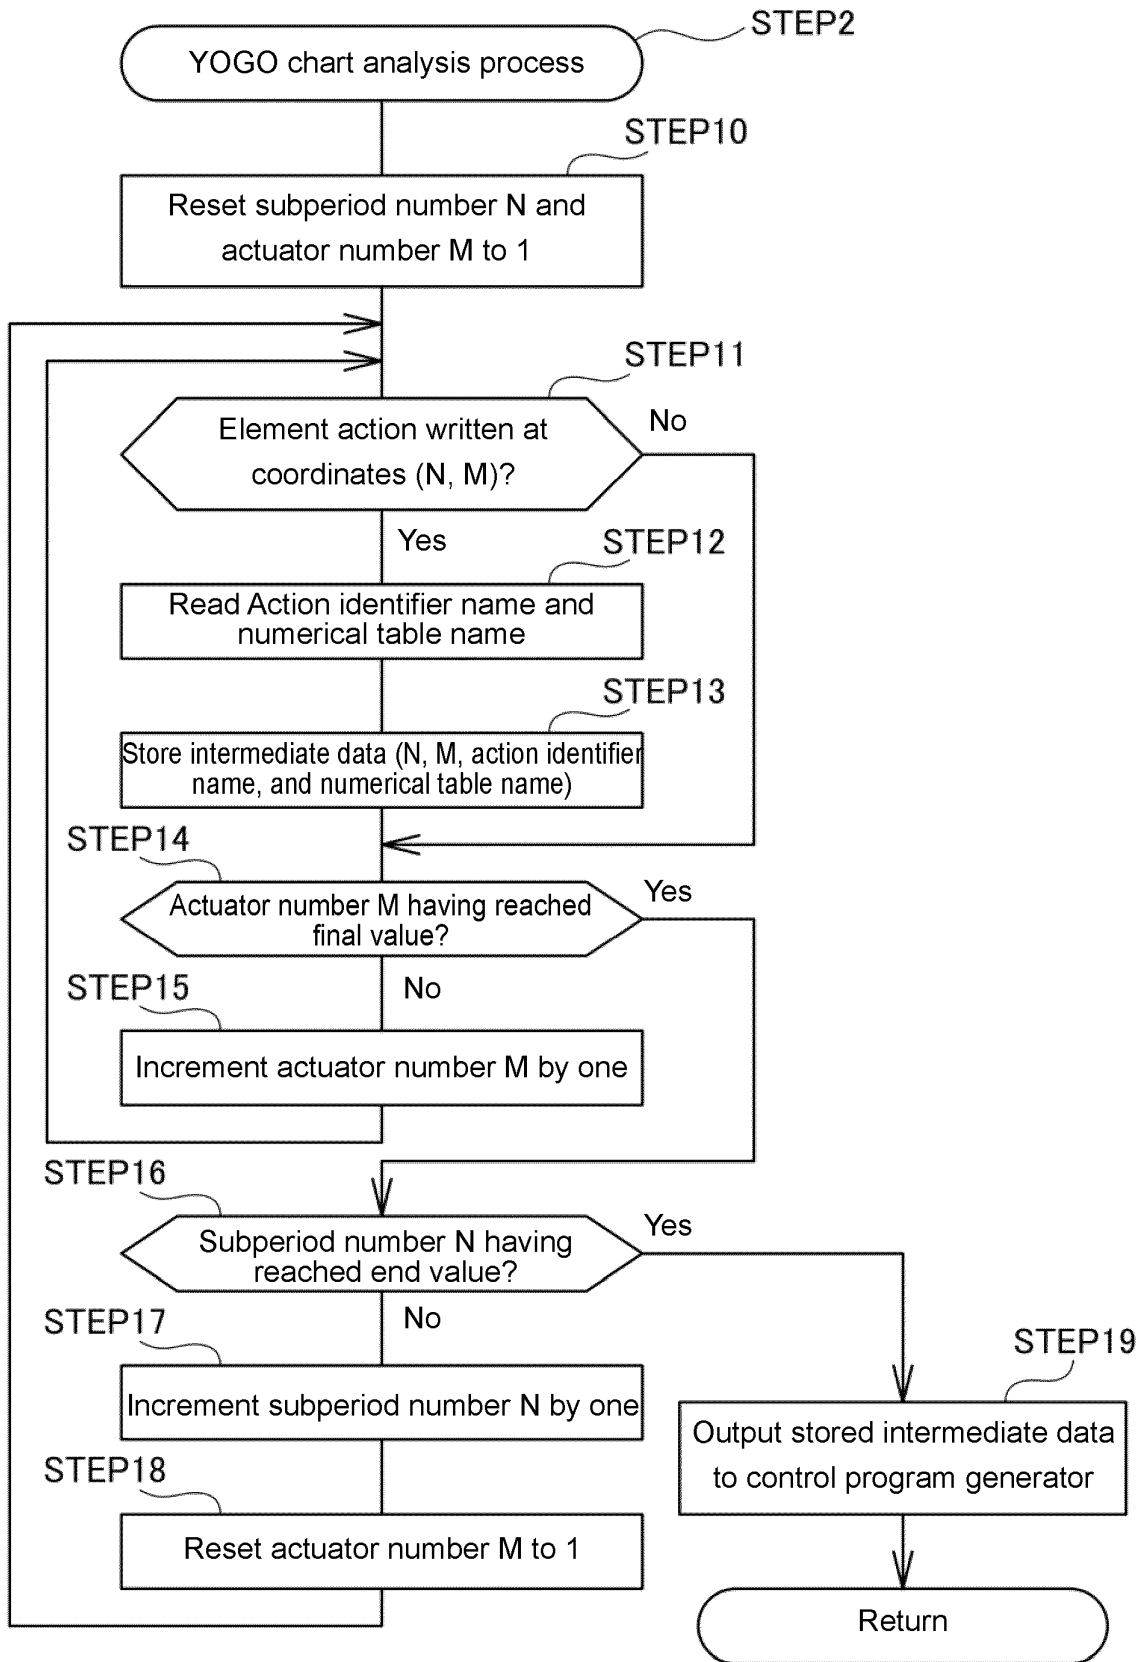 STEP2
YOGO chart analysis process
STEP10
Reset subperiod number N and
actuator number M to 1
STEP11
Element action written at
coordinates (N, M)?
No
Yes
STEP12
Read Action identifier name and
numerical table name
STEP13
Store intermediate data (N, M, action identifier
name, and numerical table name)
STEP14
Actuator number M having reached
final value?
Yes
No
STEP15
Increment actuator number M by one
STEP16
Subperiod number N having
reached end value?
Yes
No
STEP17
Increment subperiod number N by one
STEP18
Reset actuator number M to 1
STEP19
Output stored intermediate data
to control program generator
Return